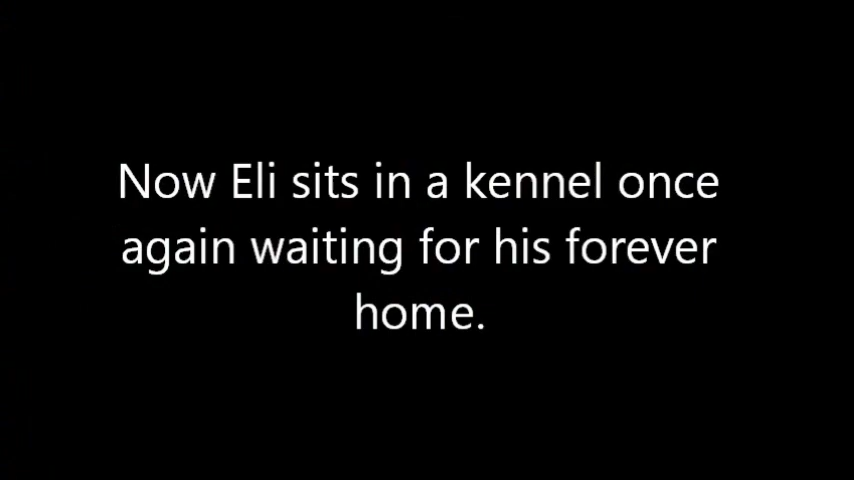 Now Eli sits in a kennel once
again waiting for his forever
home.